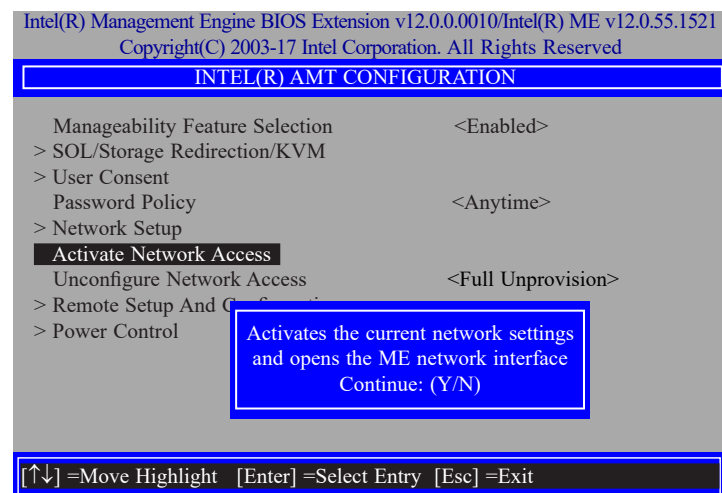 Intel(R) Management Engine BIOS Extension v12.0.0.0010/Intel(R) ME v12.0.55.1521
Copyright(C) 2003-17 Intel Corporation. All Rights Reserved
INTEL(R) AMT CONFIGURATION
Manageability Feature Selection <Enabled>
> SOL/Storage Redirection/KVM
> User Consent
Password Policy <Anytime>
> Network Setup
Activate Network Access
Unconfigure Network Access <Full Unprovision>
> Remote Setup And
> Power Control
Activates the current network settings
and opens the ME network interface
Continue: (Y/N)
[↑↓] =Move Highlight [Enter] =Select Entry [Esc] =Exit